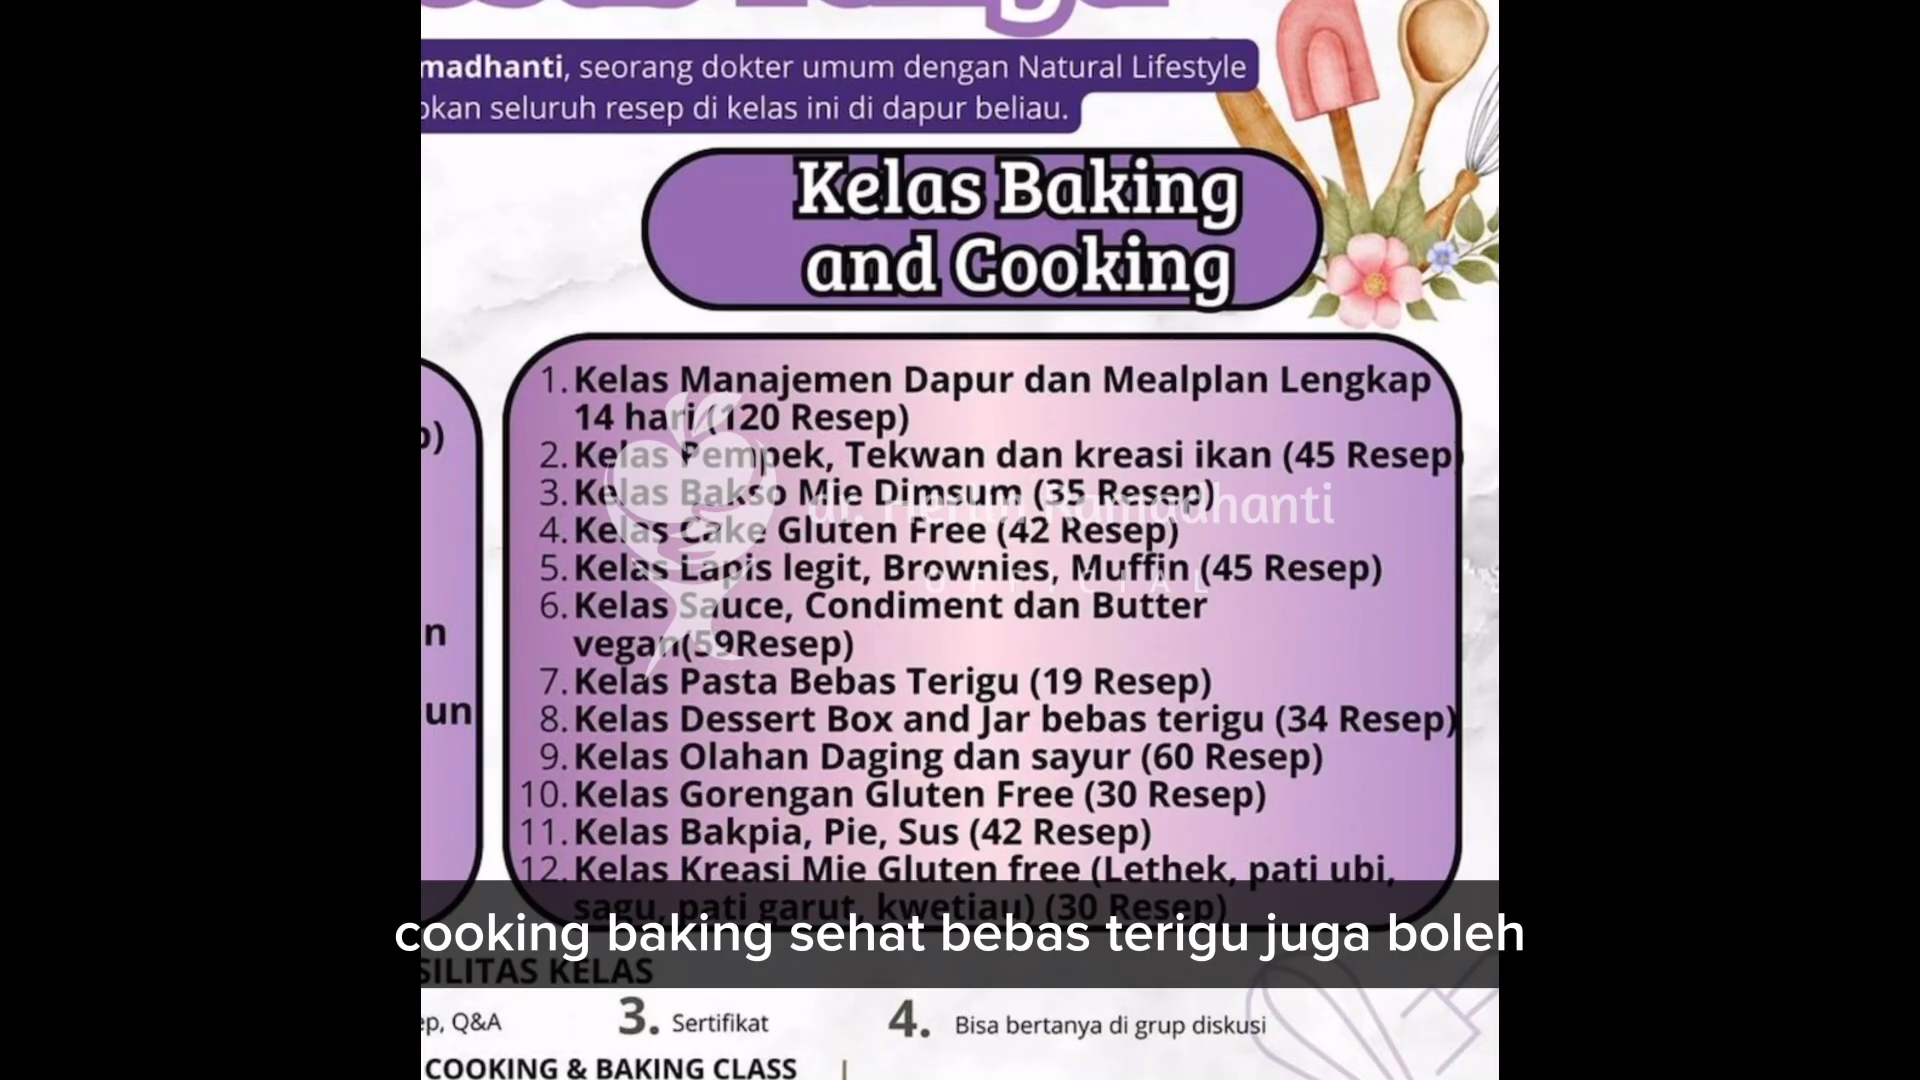 madhanti, seorang dokter umum dengan Natural Lifestyle
kan seluruh resep di kelas ini di dapur beliau.
Kelas Baking
and Cooking
1. Kelas Manajemen Dapur dan Mealplan Lengkap
14 hari (120 Resep)
2. Kelas Pempek, Tekwan dan kreasi ikan (45 Resep)
3. Kelas Bakso Mie Dimsum (35 Resep)
4. Kelas Cake Gluten Free (42 Resep)
5. Kelas Lapis legit, Brownies, Muffin (45 Resep)
6. Kelas Sauce, Condiment dan Butter
vegan(59Resep)
7. Kelas Pasta Bebas Terigu (19 Resep)
8. Kelas Dessert Box and Jar bebas terigu (34 Resep)
9. Kelas Olahan Daging dan sayur (60 Resep)
10. Kelas Gorengan Gluten Free (30 Resep)
11. Kelas Bakpia, Pie, Sus (42 Resep)
12. Kelas Kreasi Mie Gluten free (Lethek, pati ubi,
sagu, pati garut, kwetiau) (30 Resep)
dr. Ramadhanti
OFFICIAL
n
un
cooking baking sehat bebas terigu juga boleh
SILITAS KELAS
ep, Q&A
3. Sertifikat
4. Bisa bertanya di grup diskusi
COOKING & BAKING CLASS